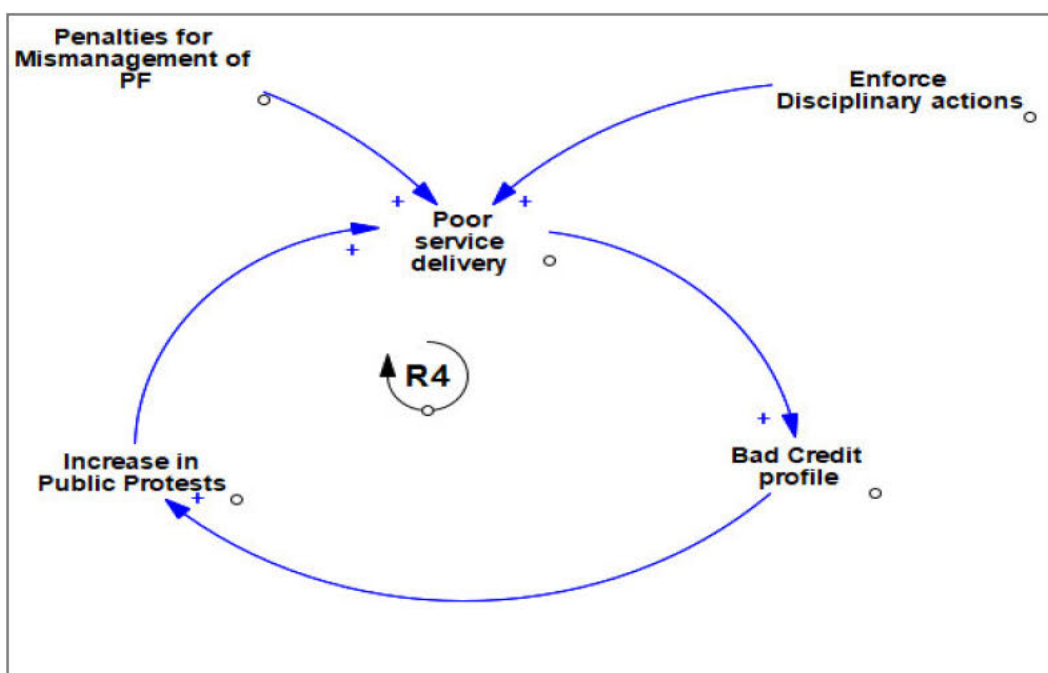 Penalties for
Mismanagement of
PF
Enforce
Disciplinary actions
+
+
Poor
service
delivery
+
R4
+
Increase in
Public Protests
+
Bad Credit
profile